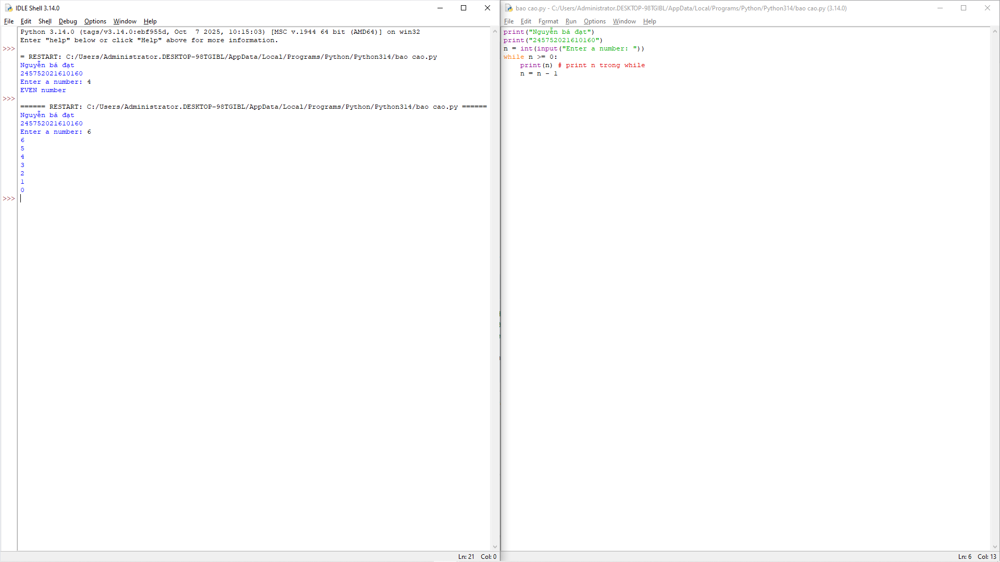 IDLE Shell 3.14.0
File Edit Shell Debug Options Window Help
Python 3.14.0 (tags/v3.14.0:ebf955d, Oct  7 2025, 10:15:03) [MSC v.1944 64 bit (AMD64)] on win32
Enter "help" below or click "Help" above for more information.
>>>
= RESTART: C:/Users/Administrator.DESKTOP-98TGIBL/AppData/Local/Programs/Python/Python314/bao cao.py
Nguyễn bá đạt
245752021610160
Enter a number: 4
EVEN number
>>>
====== RESTART: C:/Users/Administrator.DESKTOP-98TGIBL/AppData/Local/Programs/Python/Python314/bao cao.py ======
Nguyễn bá đạt
245752021610160
Enter a number: 6
6
5
4
3
2
1
0
>>>
Ln: 21 Col: 0
bao cao.py - C:/Users/Administrator.DESKTOP-98TGIBL/AppData/Local/Programs/Python/Python314/bao cao.py (3.14.0)
File Edit Format Run Options Window Help
print("Nguyễn bá đạt")
print("245752021610160")
n = int(input("Enter a number: "))
while n >= 0:
    print(n) # print n trong while
    n = n - 1
Ln: 6 Col: 13